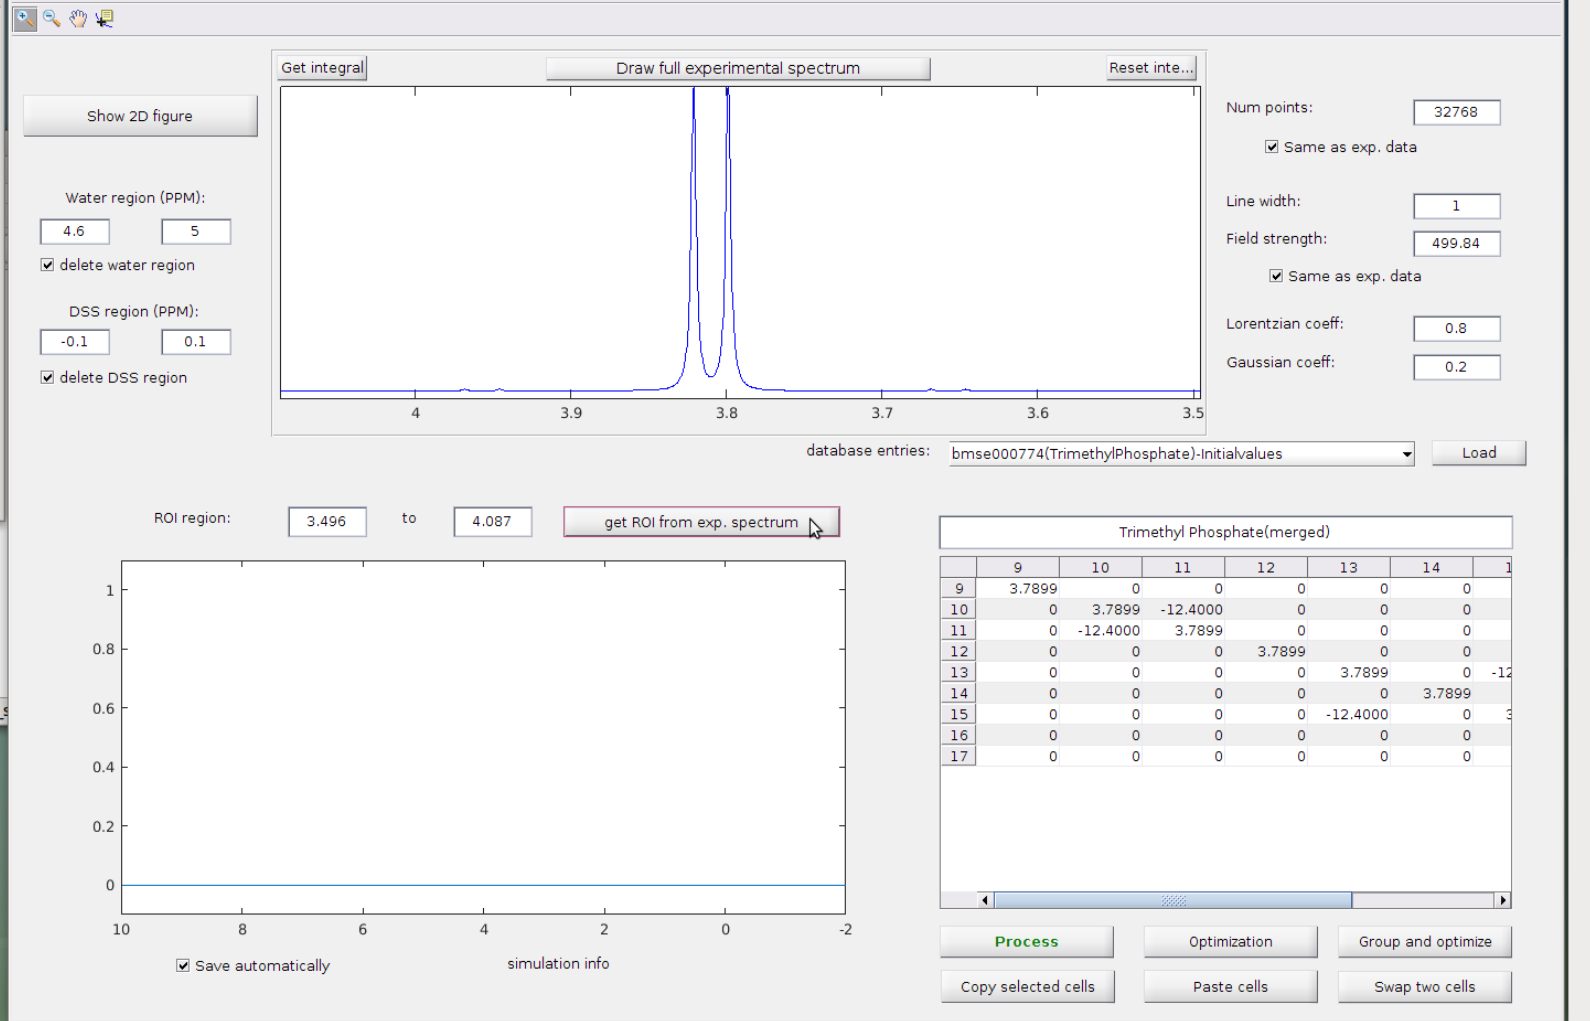 Get integral
Draw full experimental spectrum
Reset inte...
Show 2D figure
Num points:
32768
Same as exp. data
Water region (PPM):
4.6 5
delete water region
Line width:
1
Field strength:
499.84
Same as exp. data
DSS region (PPM):
-0.1 0.1
delete DSS region
Lorentzian coeff:
0.8
Gaussian coeff:
0.2
4 3.9 3.8 3.7 3.6 3.5
database entries:
bmse000774(TrimethylPhosphate)-Initialvalues
Load
ROI region:
3.496
to
4.087
get ROI from exp. spectrum
Trimethyl Phosphate(merged)
9 10 11 12 13 14
9 3.7899 0 0 0 0 0
10 0 3.7899 -12.4000 0 0 0
11 0 -12.4000 3.7899 0 0 0
12 0 0 0 3.7899 0 0
13 0 0 0 0 3.7899 0
14 0 0 0 0 0 3.7899
15 0 0 0 0 -12.4000 0
16 0 0 0 0 0 0
17 0 0 0 0 0 0
1
0.8
0.6
0.4
0.2
0
10 8 6 4 2 0 -2
Save automatically
simulation info
Process
Optimization
Group and optimize
Copy selected cells
Paste cells
Swap two cells